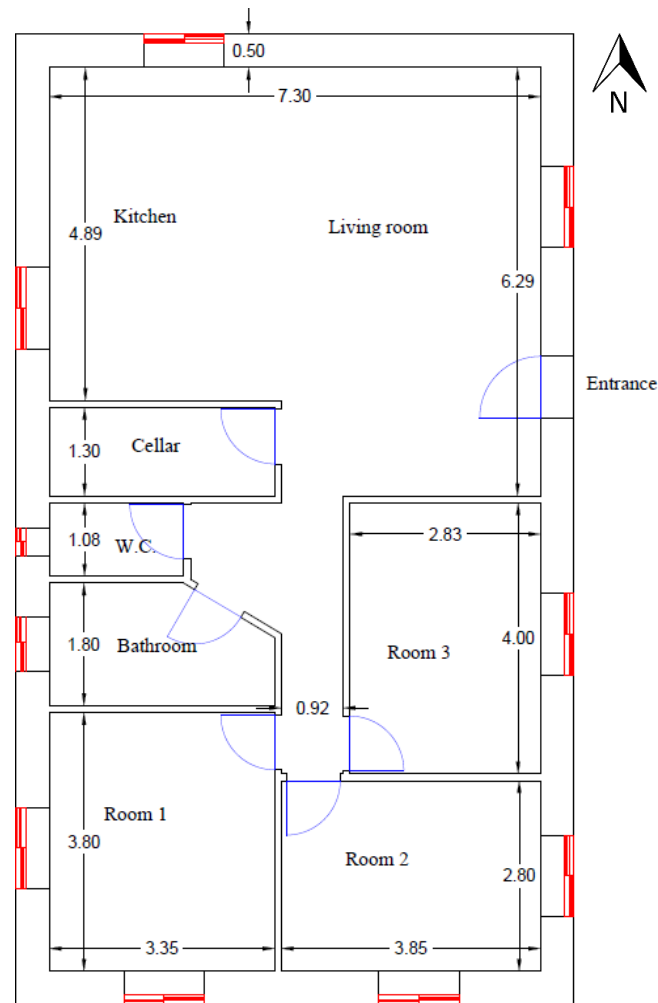 0.50
N
7.30
Kitchen
Living room
4.89
6.29
Entrance
Cellar
1.30
2.83
1.08
W.C.
1.80
Bathroom
Room 3
4.00
0.92
Room 1
3.80
Room 2
2.80
3.35
3.85